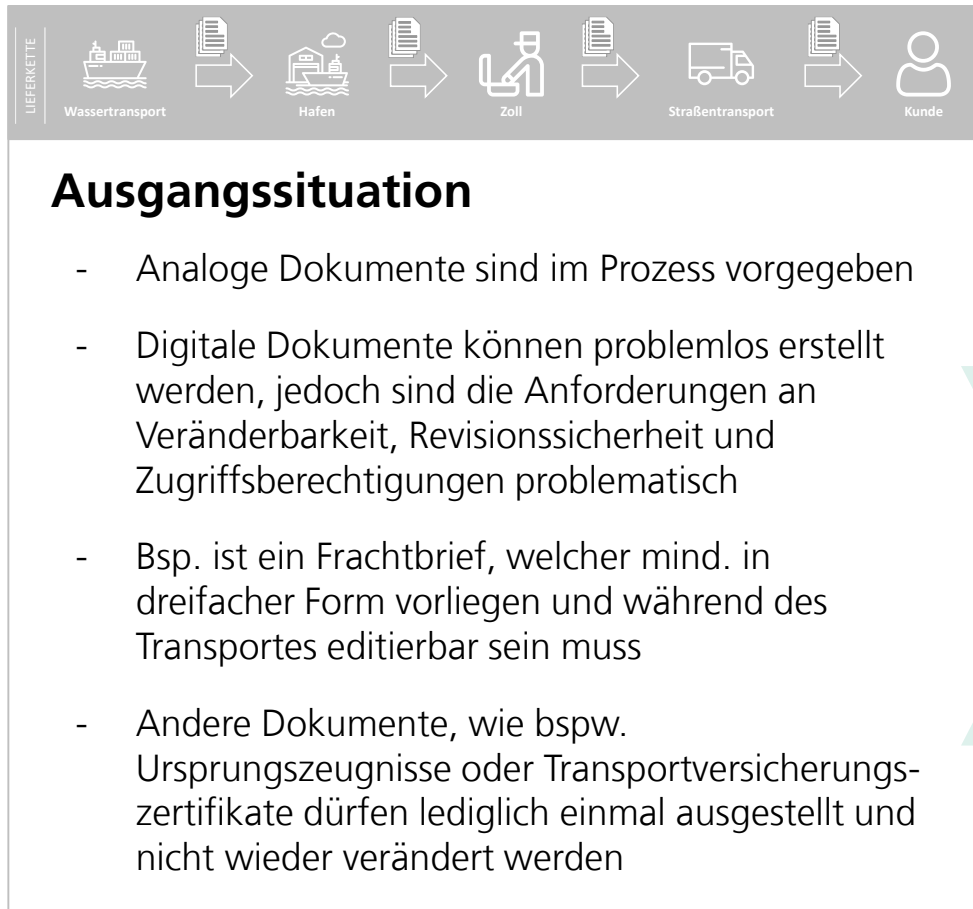 LIEFERKETTE
Wassertransport
Hafen
Zoll
Straßentransport
Kunde
Ausgangssituation
- Analoge Dokumente sind im Prozess vorgegeben
- Digitale Dokumente können problemlos erstellt
werden, jedoch sind die Anforderungen an
Veränderbarkeit, Revisionssicherheit und
Zugriffsberechtigungen problematisch
- Bsp. ist ein Frachtbrief, welcher mind. in
dreifacher Form vorliegen und während des
Transportes editierbar sein muss
- Andere Dokumente, wie bspw.
Ursprungszeugnisse oder Transportversicherungs-
zertifikate dürfen lediglich einmal ausgestellt und
nicht wieder verändert werden